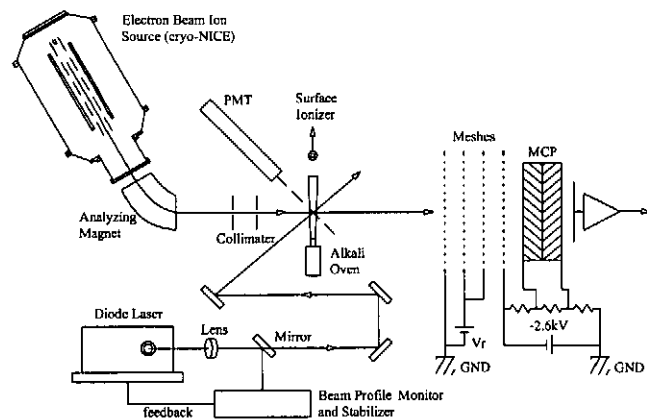 Electron Beam Ion
Source (cryo-NICE)
PMT
Surface
Ionizer
Meshes
MCP
Analyzing
Magnet
Collimater
Alkali
Oven
Diode Laser
Lens
Mirror
-2.6kV
Vr
GND
GND
feedback
Beam Profile Monitor
and Stabilizer